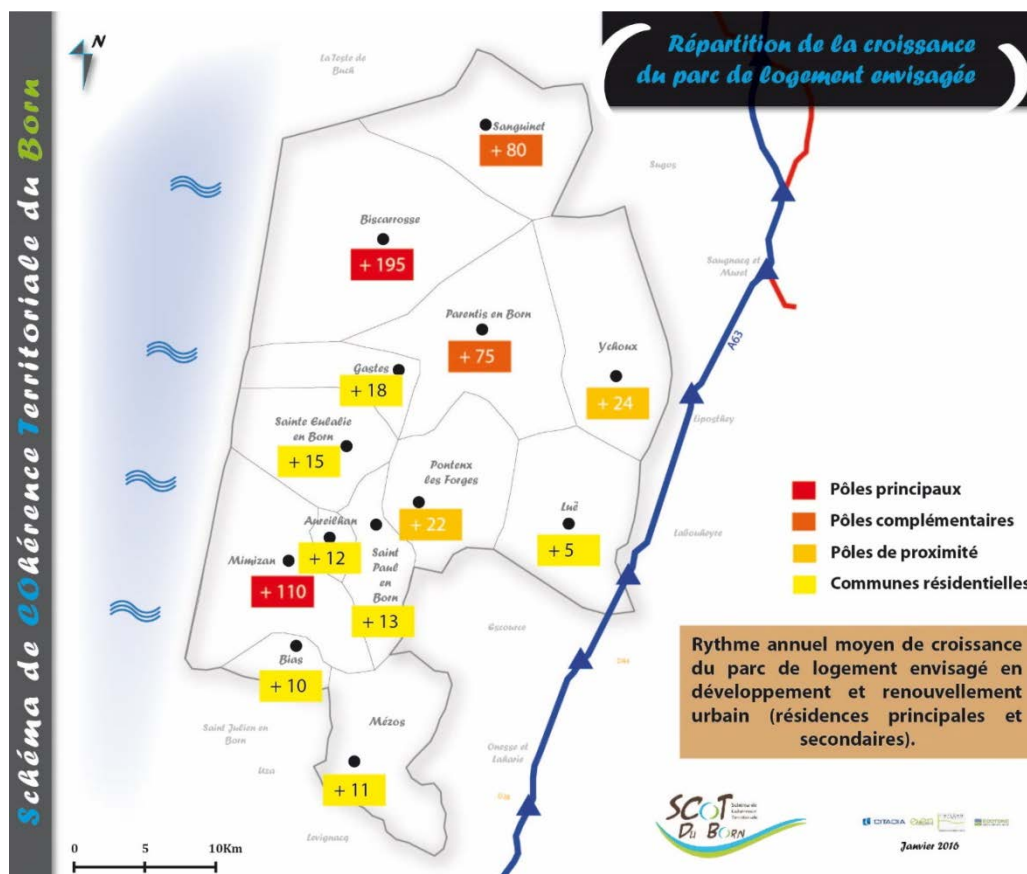 Schéma de COhérence Territoriale du Born
N
Répartition de la croissance
du parc de logement envisagée
La Teste de
Buch
Sanguinet
+ 80
Sugos
Biscarrosse
+ 195
Saugnacq et
Muret
Parentis en Born
+ 75
Ychoux
+ 24
A63
Gastes
+ 18
Liposthey
Sainte Eulalie
en Born
+ 15
Pontenx
les Forges
+ 22
Pôles principaux
Luë
+ 5
Pôles complémentaires
Aureilhan
+ 12
Labouheyre
Pôles de proximité
Saint
Paul
en
Born
+ 13
Mimizan
+ 110
Communes résidentielles
Escource
Bias
+ 10
Rythme annuel moyen de croissance
du parc de logement envisagé en
développement et renouvellement
urbain (résidences principales et
secondaires).
Mézos
+ 11
Saint Julien en
Born
Uza
Onesse et
Laharie
Levignacq
SCOT
Du Born
CITADIA
Janvier 2016
0 5 10Km